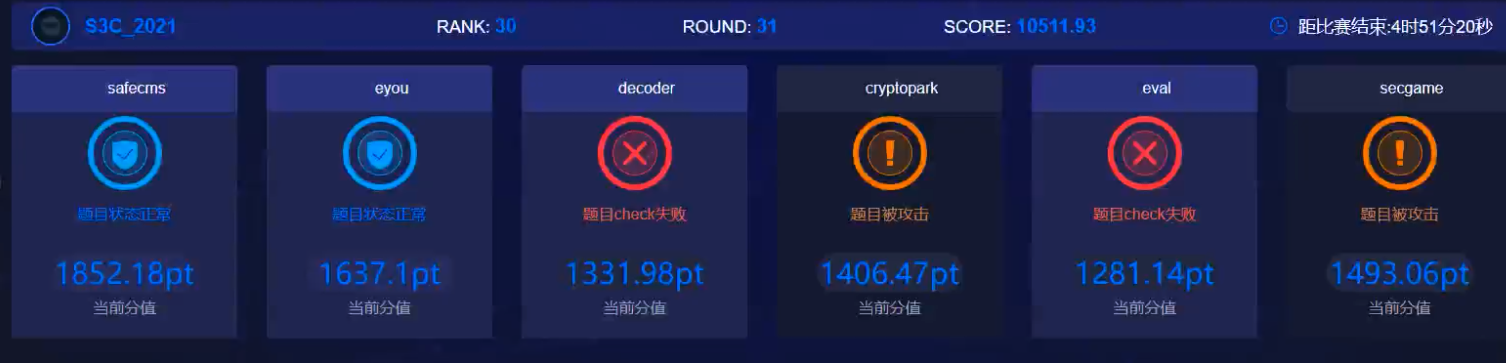 S3C_2021 RANK: 30 ROUND: 31 SCORE: 10511.93 距比赛结束:4时51分20秒
safecms eyou decoder cryptopark eval secgame
题目状态正常 题目状态正常 题目check失败 题目被攻击 题目check失败 题目被攻击
1852.18pt 1637.1pt 1331.98pt 1406.47pt 1281.14pt 1493.06pt
当前分值 当前分值 当前分值 当前分值 当前分值 当前分值